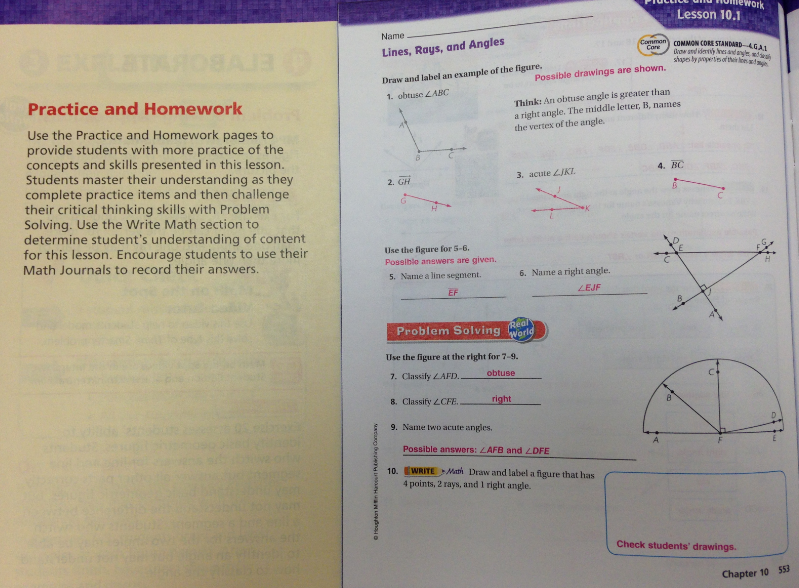 Practice and Homework
Use the Practice and Homework pages to
provide students with more practice of the
concepts and skills presented in this lesson.
Students master their understanding as they
complete practice items and then challenge
their critical thinking skills with Problem
Solving. Use the Write Math section to
determine student's understanding of content
for this lesson. Encourage students to use their
Math Journals to record their answers.
Practice and Homework
Lesson 10.1
Name
Lines, Rays, and Angles
Common Core
COMMON CORE STANDARD—4.G.A.1
Draw and identify lines and angles, and classify
shapes by properties of their lines and angles.
Draw and label an example of the figure.
Possible drawings are shown.
1. obtuse ∠ABC
Think: An obtuse angle is greater than
a right angle. The middle letter, B, names
the vertex of the angle.
A
B C
2. GH
3. acute ∠JKL
4. BC
G H
J K L
B C
Use the figure for 5–6.
Possible answers are given.
5. Name a line segment.
EF
6. Name a right angle.
∠EJF
D E C G F H J B A
Problem Solving Real World
Use the figure at the right for 7–9.
7. Classify ∠AFD. obtuse
8. Classify ∠CFE. right
9. Name two acute angles.
Possible answers: ∠AFB and ∠DFE
C B D A F E
10. WRITE Math Draw and label a figure that has
4 points, 2 rays, and 1 right angle.
Check students' drawings.
© Houghton Mifflin Harcourt Publishing Company
Chapter 10 553